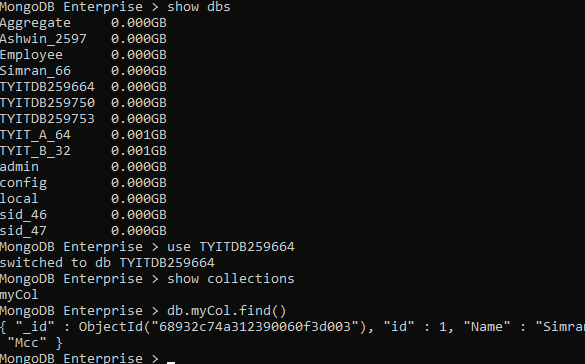 MongoDB Enterprise > show dbs
Aggregate 0.000GB
Ashwin_2597 0.000GB
Employee 0.000GB
Simran_66 0.000GB
TYITDB259664 0.000GB
TYITDB259750 0.000GB
TYITDB259753 0.000GB
TYIT_A_64 0.001GB
TYIT_B_32 0.001GB
admin 0.000GB
config 0.000GB
local 0.000GB
sid_46 0.000GB
sid_47 0.000GB
MongoDB Enterprise > use TYITDB259664
switched to db TYITDB259664
MongoDB Enterprise > show collections
myCol
MongoDB Enterprise > db.myCol.find()
{ "_id" : ObjectId("68932c74a312390060f3d003"), "id" : 1, "Name" : "Simra
"Mcc" }
MongoDB Enterprise > _